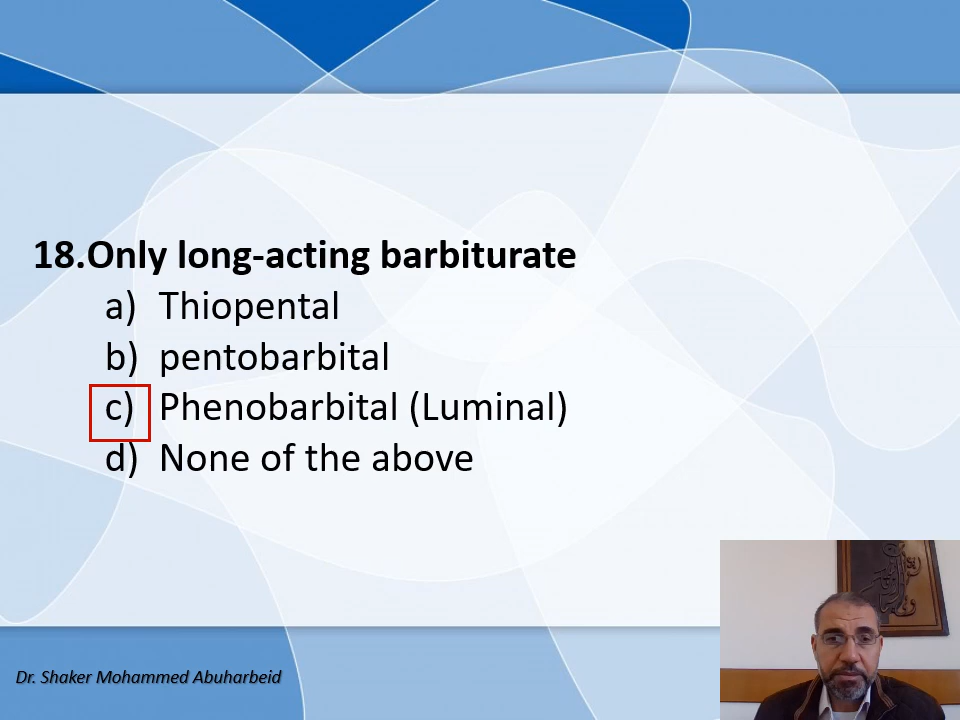 18.Only long-acting barbiturate
a) Thiopental
b) pentobarbital
c) Phenobarbital (Luminal)
d) None of the above
Dr. Shaker Mohammed Abuharbeid